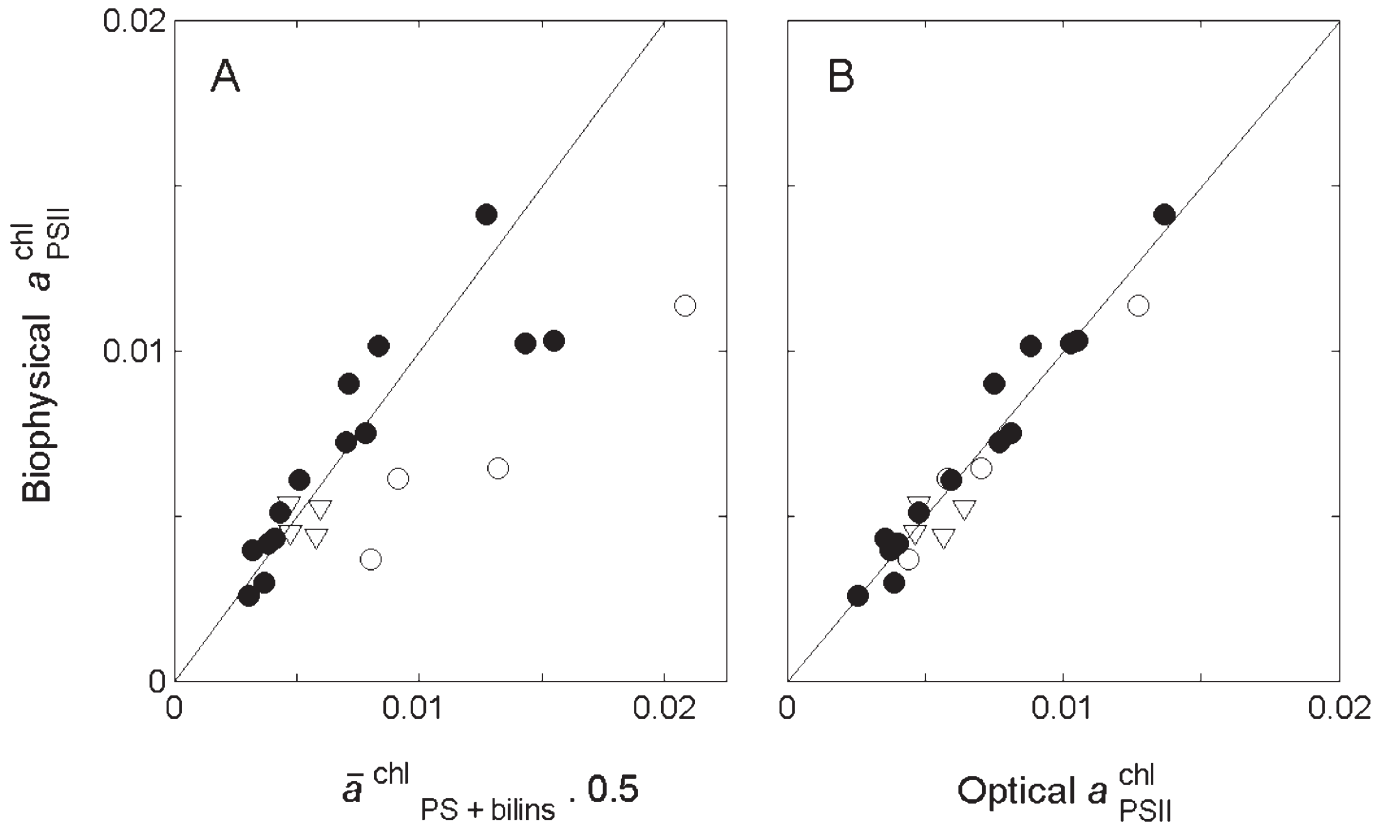 0.02
A
B
Biophysical a chl PSII
0.01
0
0
0.01
0.02
0
0.01
0.02
ā chl PS + bilins . 0.5
Optical a chl PSII